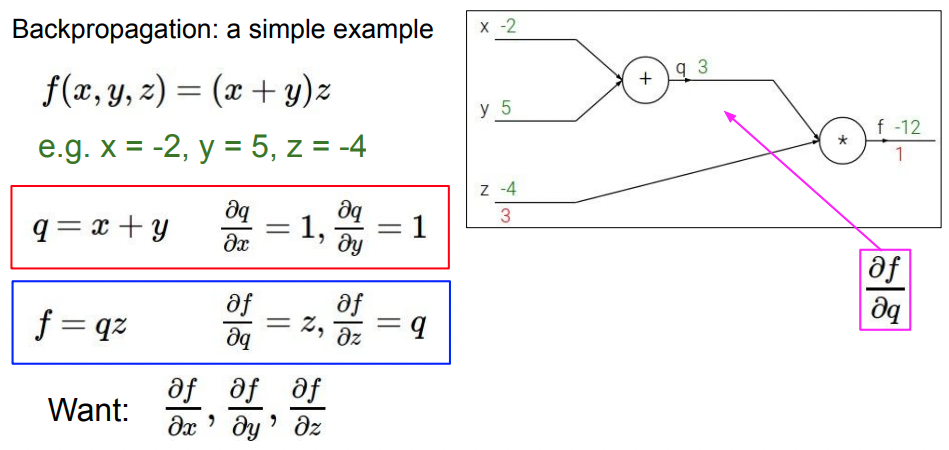 Backpropagation: a simple example
f(x, y, z) = (x + y)z
e.g. x = -2, y = 5, z = -4
q = x + y ∂q/∂x = 1, ∂q/∂y = 1
f = qz ∂f/∂q = z, ∂f/∂z = q
Want: ∂f/∂x, ∂f/∂y, ∂f/∂z
x -2
+
q 3
y 5
*
f -12
1
z -4
3
∂f/∂q